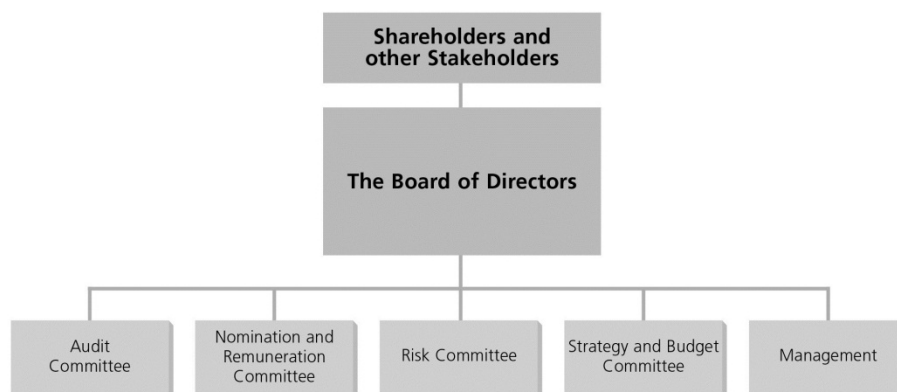 Shareholders and
other Stakeholders
The Board of Directors
Audit
Committee
Nomination and
Remuneration
Committee
Risk Committee
Strategy and Budget
Committee
Management